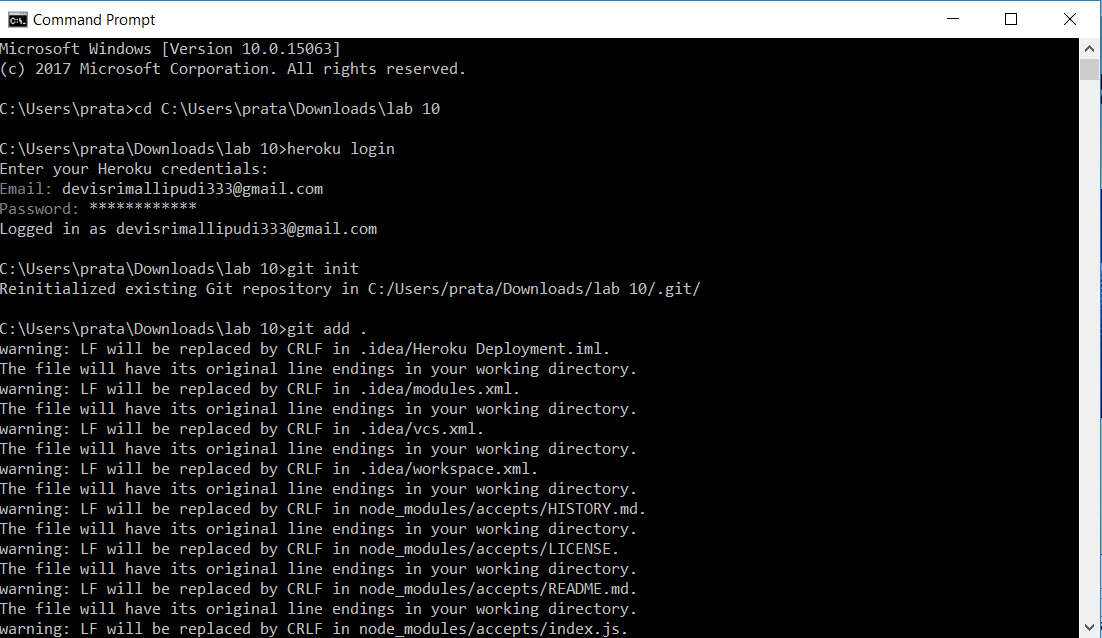 Command Prompt
Microsoft Windows [Version 10.0.15063]
(c) 2017 Microsoft Corporation. All rights reserved.
C:\Users\prata>cd C:\Users\prata\Downloads\lab 10
C:\Users\prata\Downloads\lab 10>heroku login
Enter your Heroku credentials:
Email: devisrimallipudi333@gmail.com
Password: ************
Logged in as devisrimallipudi333@gmail.com
C:\Users\prata\Downloads\lab 10>git init
Reinitialized existing Git repository in C:/Users/prata/Downloads/lab 10/.git/
C:\Users\prata\Downloads\lab 10>git add .
warning: LF will be replaced by CRLF in .idea/Heroku Deployment.iml.
The file will have its original line endings in your working directory.
warning: LF will be replaced by CRLF in .idea/modules.xml.
The file will have its original line endings in your working directory.
warning: LF will be replaced by CRLF in .idea/vcs.xml.
The file will have its original line endings in your working directory.
warning: LF will be replaced by CRLF in .idea/workspace.xml.
The file will have its original line endings in your working directory.
warning: LF will be replaced by CRLF in node_modules/accepts/HISTORY.md.
The file will have its original line endings in your working directory.
warning: LF will be replaced by CRLF in node_modules/accepts/LICENSE.
The file will have its original line endings in your working directory.
warning: LF will be replaced by CRLF in node_modules/accepts/README.md.
The file will have its original line endings in your working directory.
warning: LF will be replaced by CRLF in node_modules/accepts/index.js.